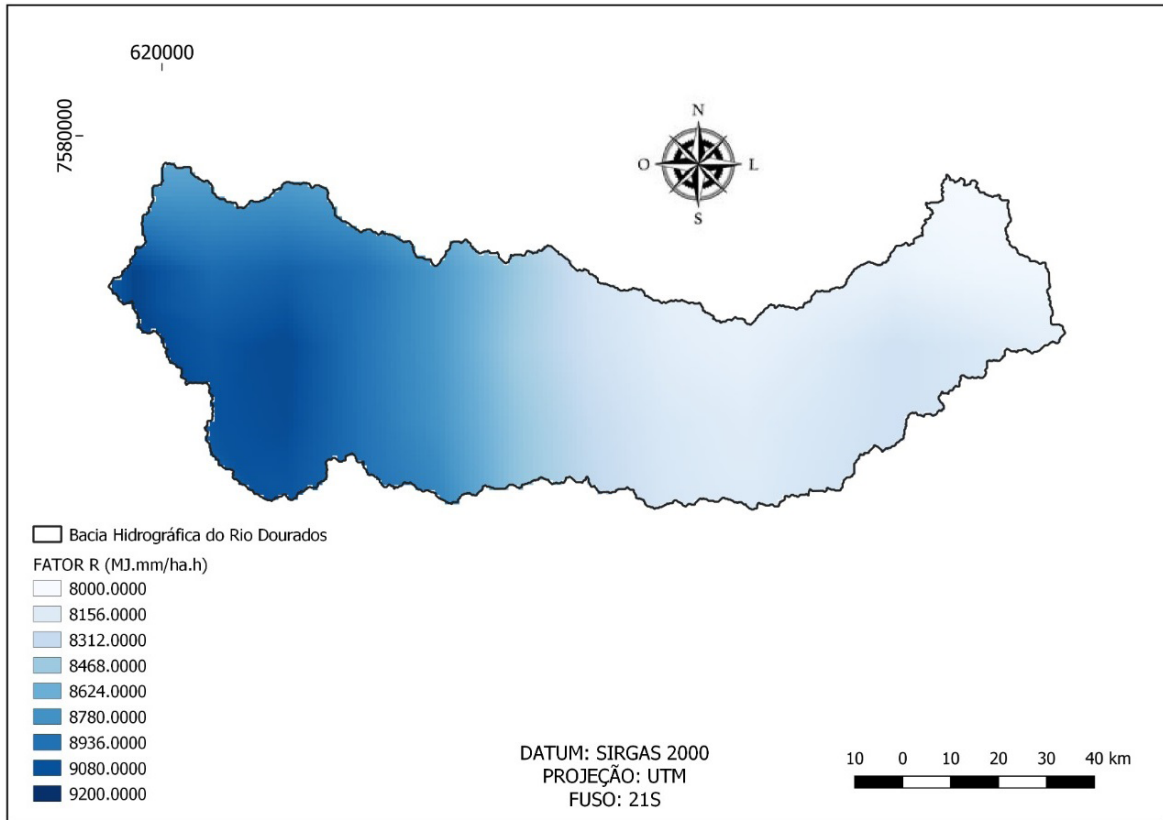 620000
7580000
N
O L
S
Bacia Hidrográfica do Rio Dourados
FATOR R (MJ.mm/ha.h)
8000.0000
8156.0000
8312.0000
8468.0000
8624.0000
8780.0000
8936.0000
9080.0000
9200.0000
DATUM: SIRGAS 2000
PROJEÇÃO: UTM
FUSO: 21S
10 0 10 20 30 40 km